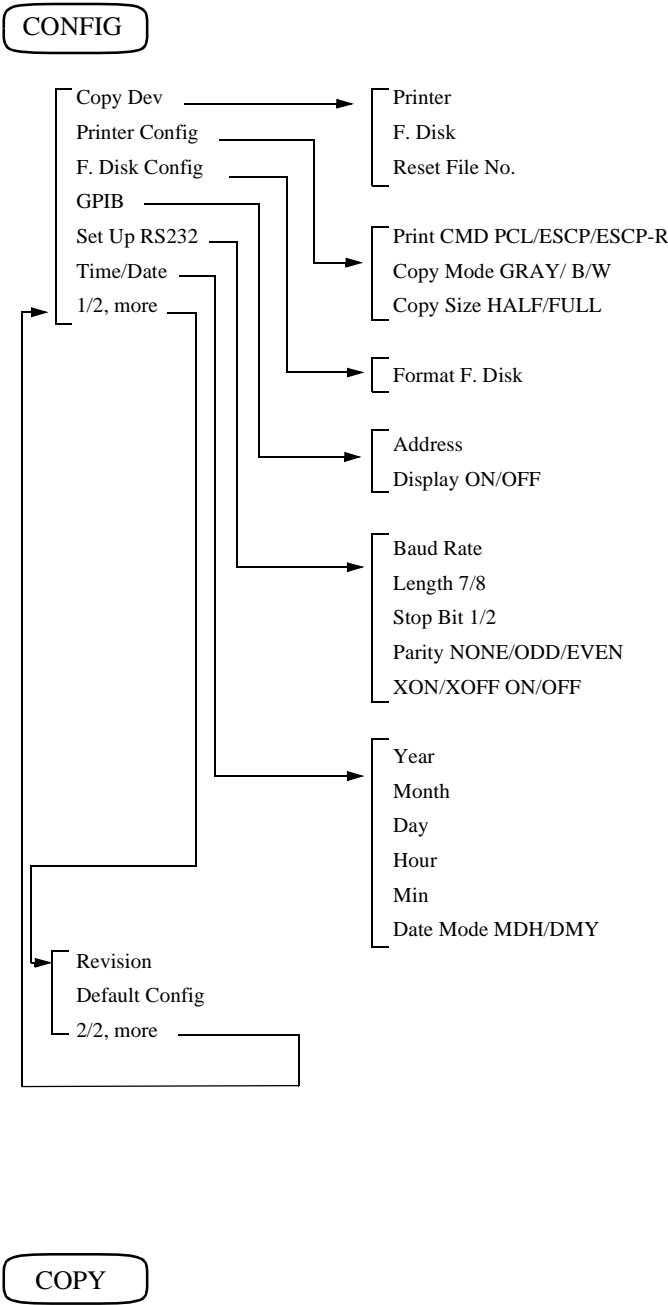 CONFIG
Copy Dev
Printer Config
F. Disk Config
GPIB
Set Up RS232
Time/Date
1/2, more
Printer
F. Disk
Reset File No.
Print CMD PCL/ESCP/ESCP-R
Copy Mode GRAY/ B/W
Copy Size HALF/FULL
Format F. Disk
Address
Display ON/OFF
Baud Rate
Length 7/8
Stop Bit 1/2
Parity NONE/ODD/EVEN
XON/XOFF ON/OFF
Year
Month
Day
Hour
Min
Date Mode MDH/DMY
Revision
Default Config
2/2, more
COPY